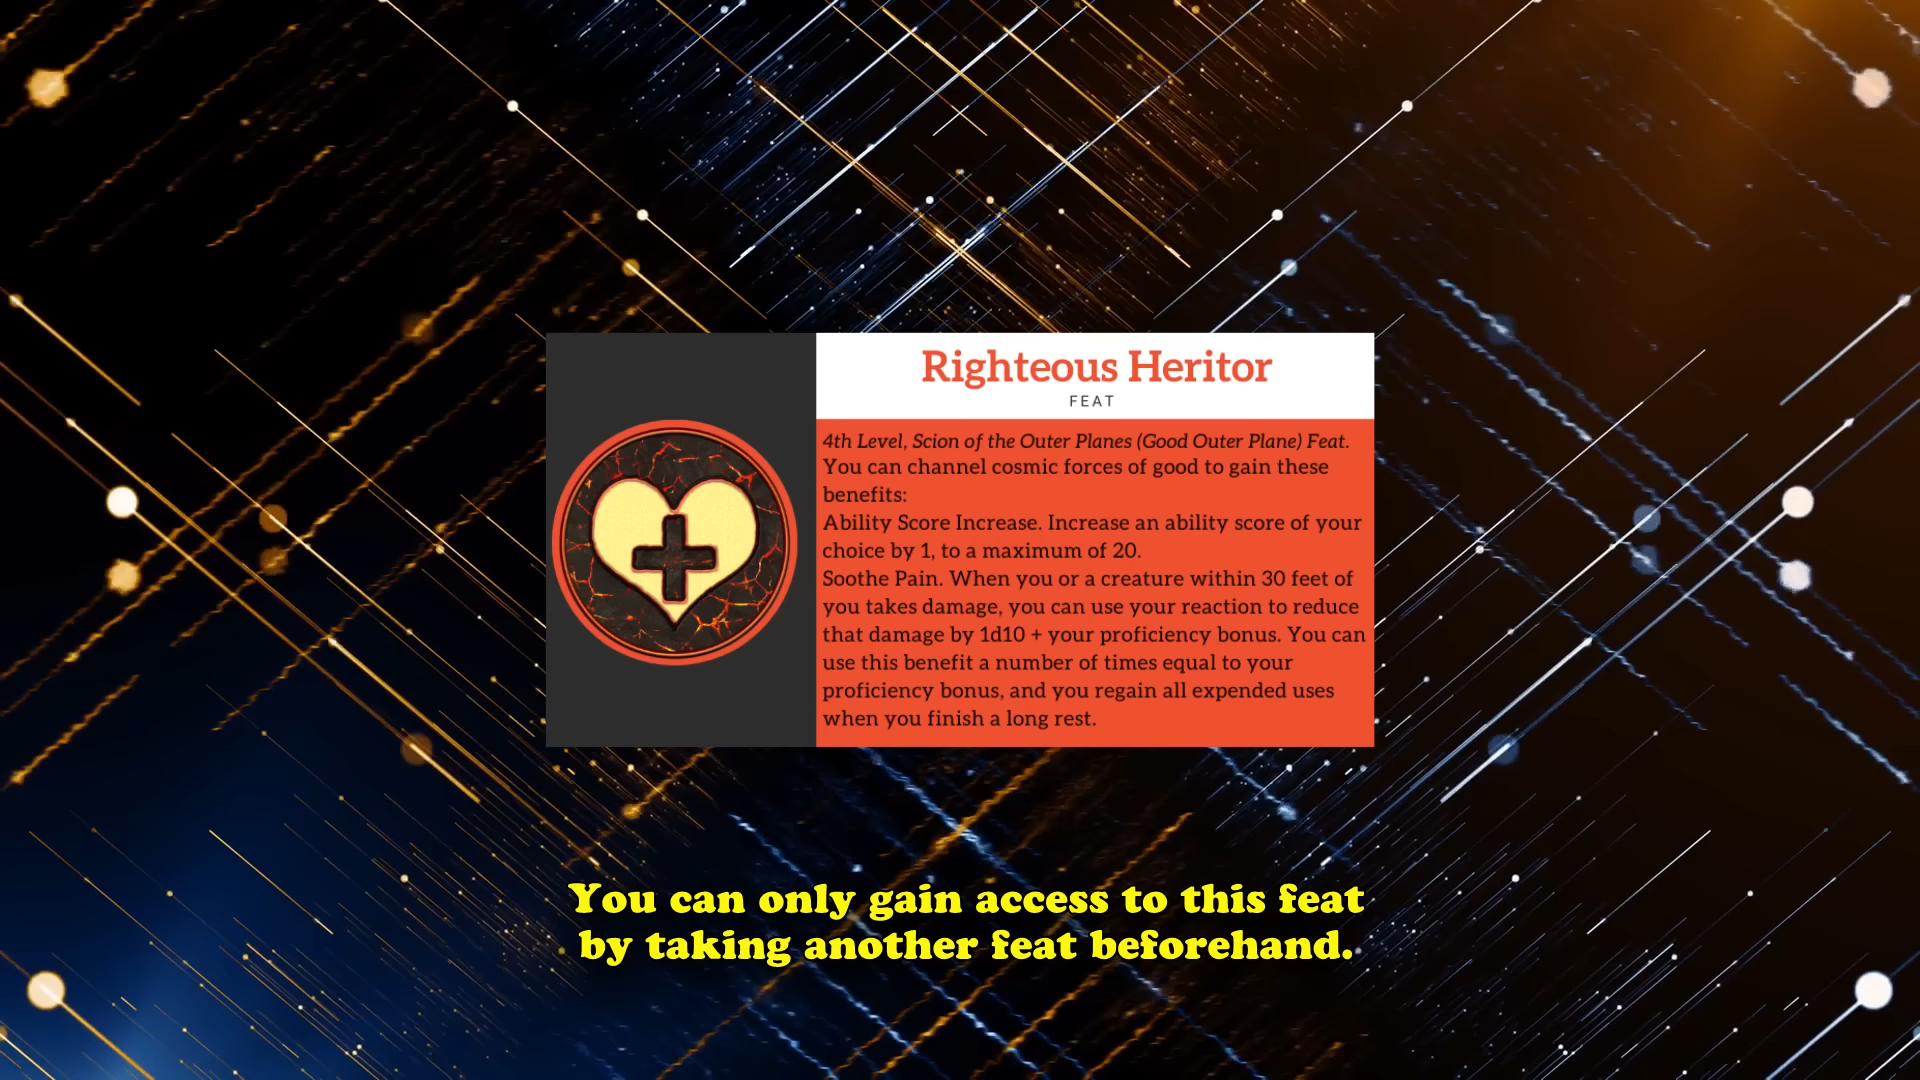 Righteous Heritor
FEAT
4th Level, Scion of the Outer Planes (Good Outer Plane) Feat.
You can channel cosmic forces of good to gain these
benefits:
Ability Score Increase. Increase an ability score of your
choice by 1, to a maximum of 20.
Soothe Pain. When you or a creature within 30 feet of
you takes damage, you can use your reaction to reduce
that damage by 1d10 + your proficiency bonus. You can
use this benefit a number of times equal to your
proficiency bonus, and you regain all expended uses
when you finish a long rest.
You can only gain access to this feat
by taking another feat beforehand.